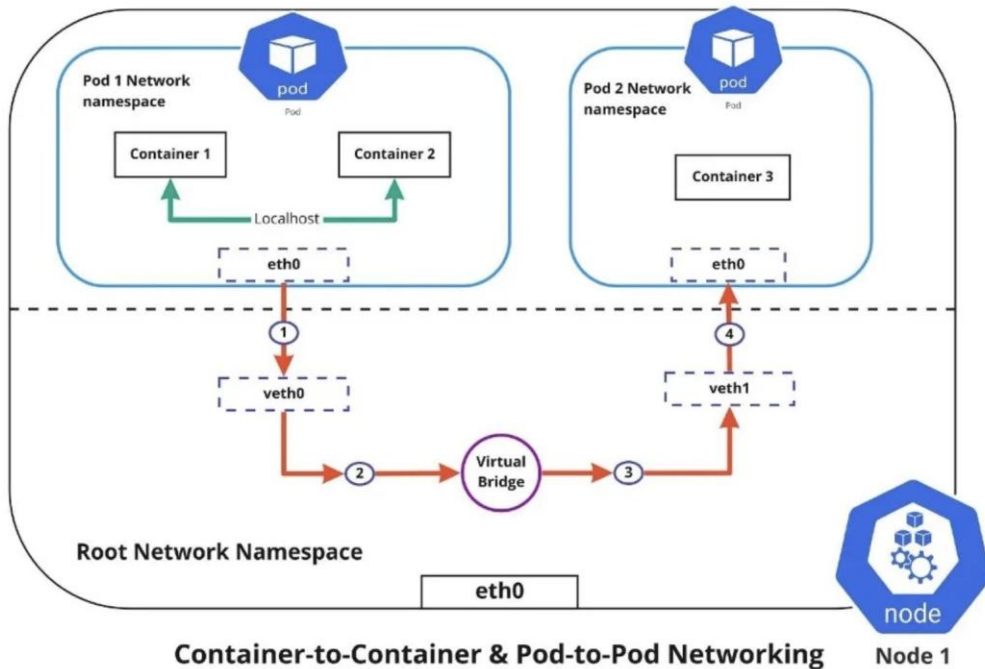 pod
Pod
Pod 1 Network
namespace
Container 1
Container 2
Localhost
eth0
pod
Pod
Pod 2 Network
namespace
Container 3
eth0
1
4
veth0
veth1
2
Virtual
Bridge
3
Root Network Namespace
eth0
node
Container-to-Container & Pod-to-Pod Networking
Node 1